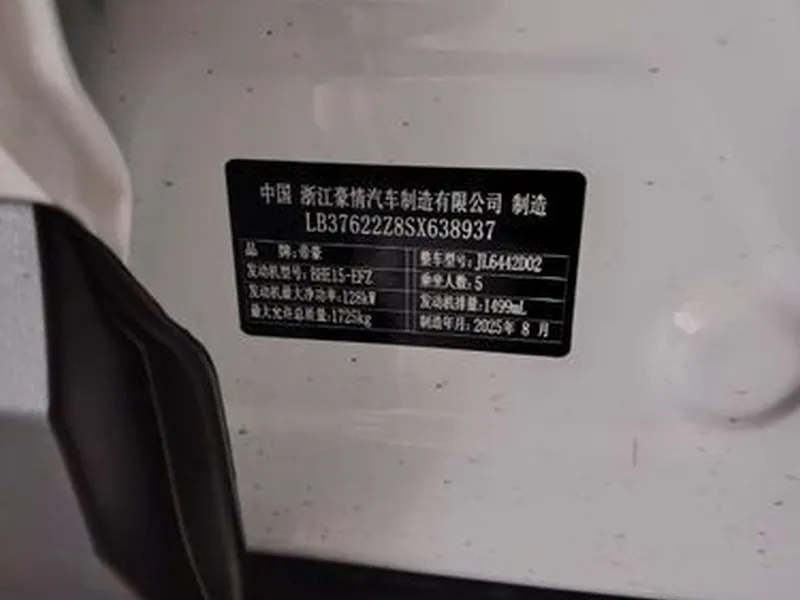 中国 浙江豪情汽车制造有限公司 制造
LB37622Z8SX638937
品 牌:帝豪 整车型号:JL6442D02
发动机型号:BHE15-EFZ 乘坐人数:5
发动机最大净功率:128kW 发动机排量:1499mL
最大允许总质量:1725kg 制造年月:2025年 8 月